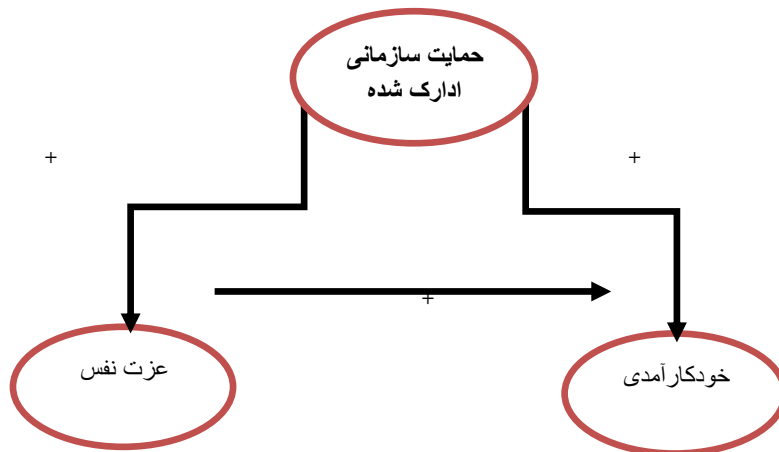 حمایت سازمانی
ادارک شده
+
+
+
عزت نفس
خودکارآمدی